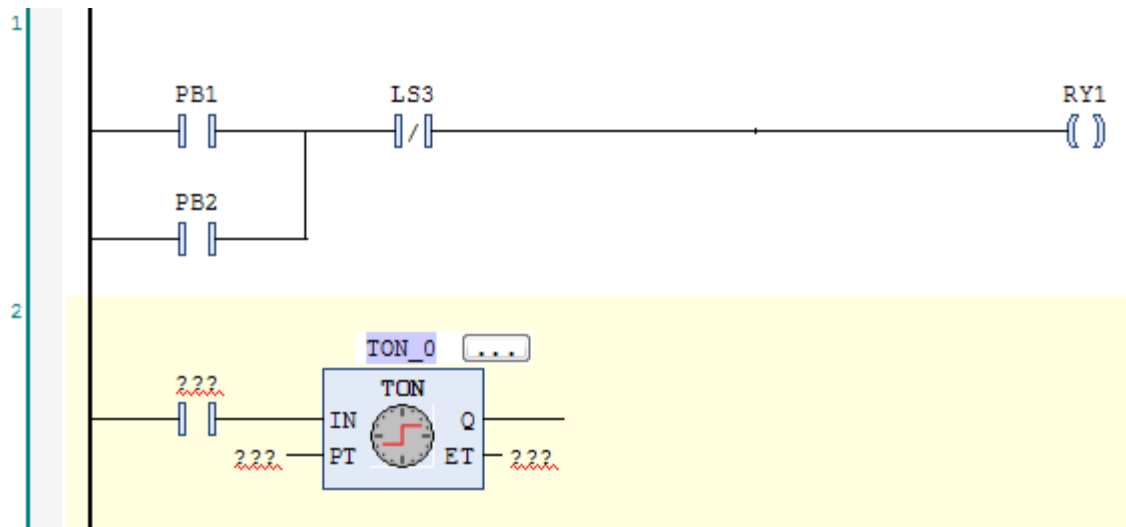 1
PB1 LS3 RY1
/
PB2
2
TON_0 ...
??? TON
IN Q
??? PT ET ???